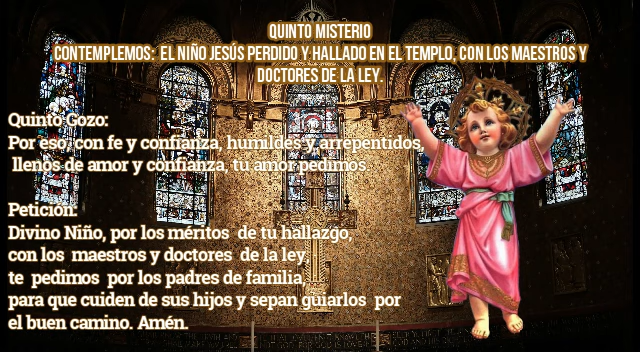 QUINTO MISTERIO
CONTEMPLEMOS: EL NIÑO JESÚS PERDIDO Y HALLADO EN EL TEMPLO, CON LOS MAESTROS Y
DOCTORES DE LA LEY.
Quinto Gozo:
Por eso, con fe y confianza, humildes y arrepentidos,
llenos de amor y confianza, tu amor pedimos.
Petición:
Divino Niño, por los méritos de tu hallazgo,
con los maestros y doctores de la ley,
te pedimos por los padres de familia,
para que cuiden de sus hijos y sepan guiarlos por
el buen camino. Amén.